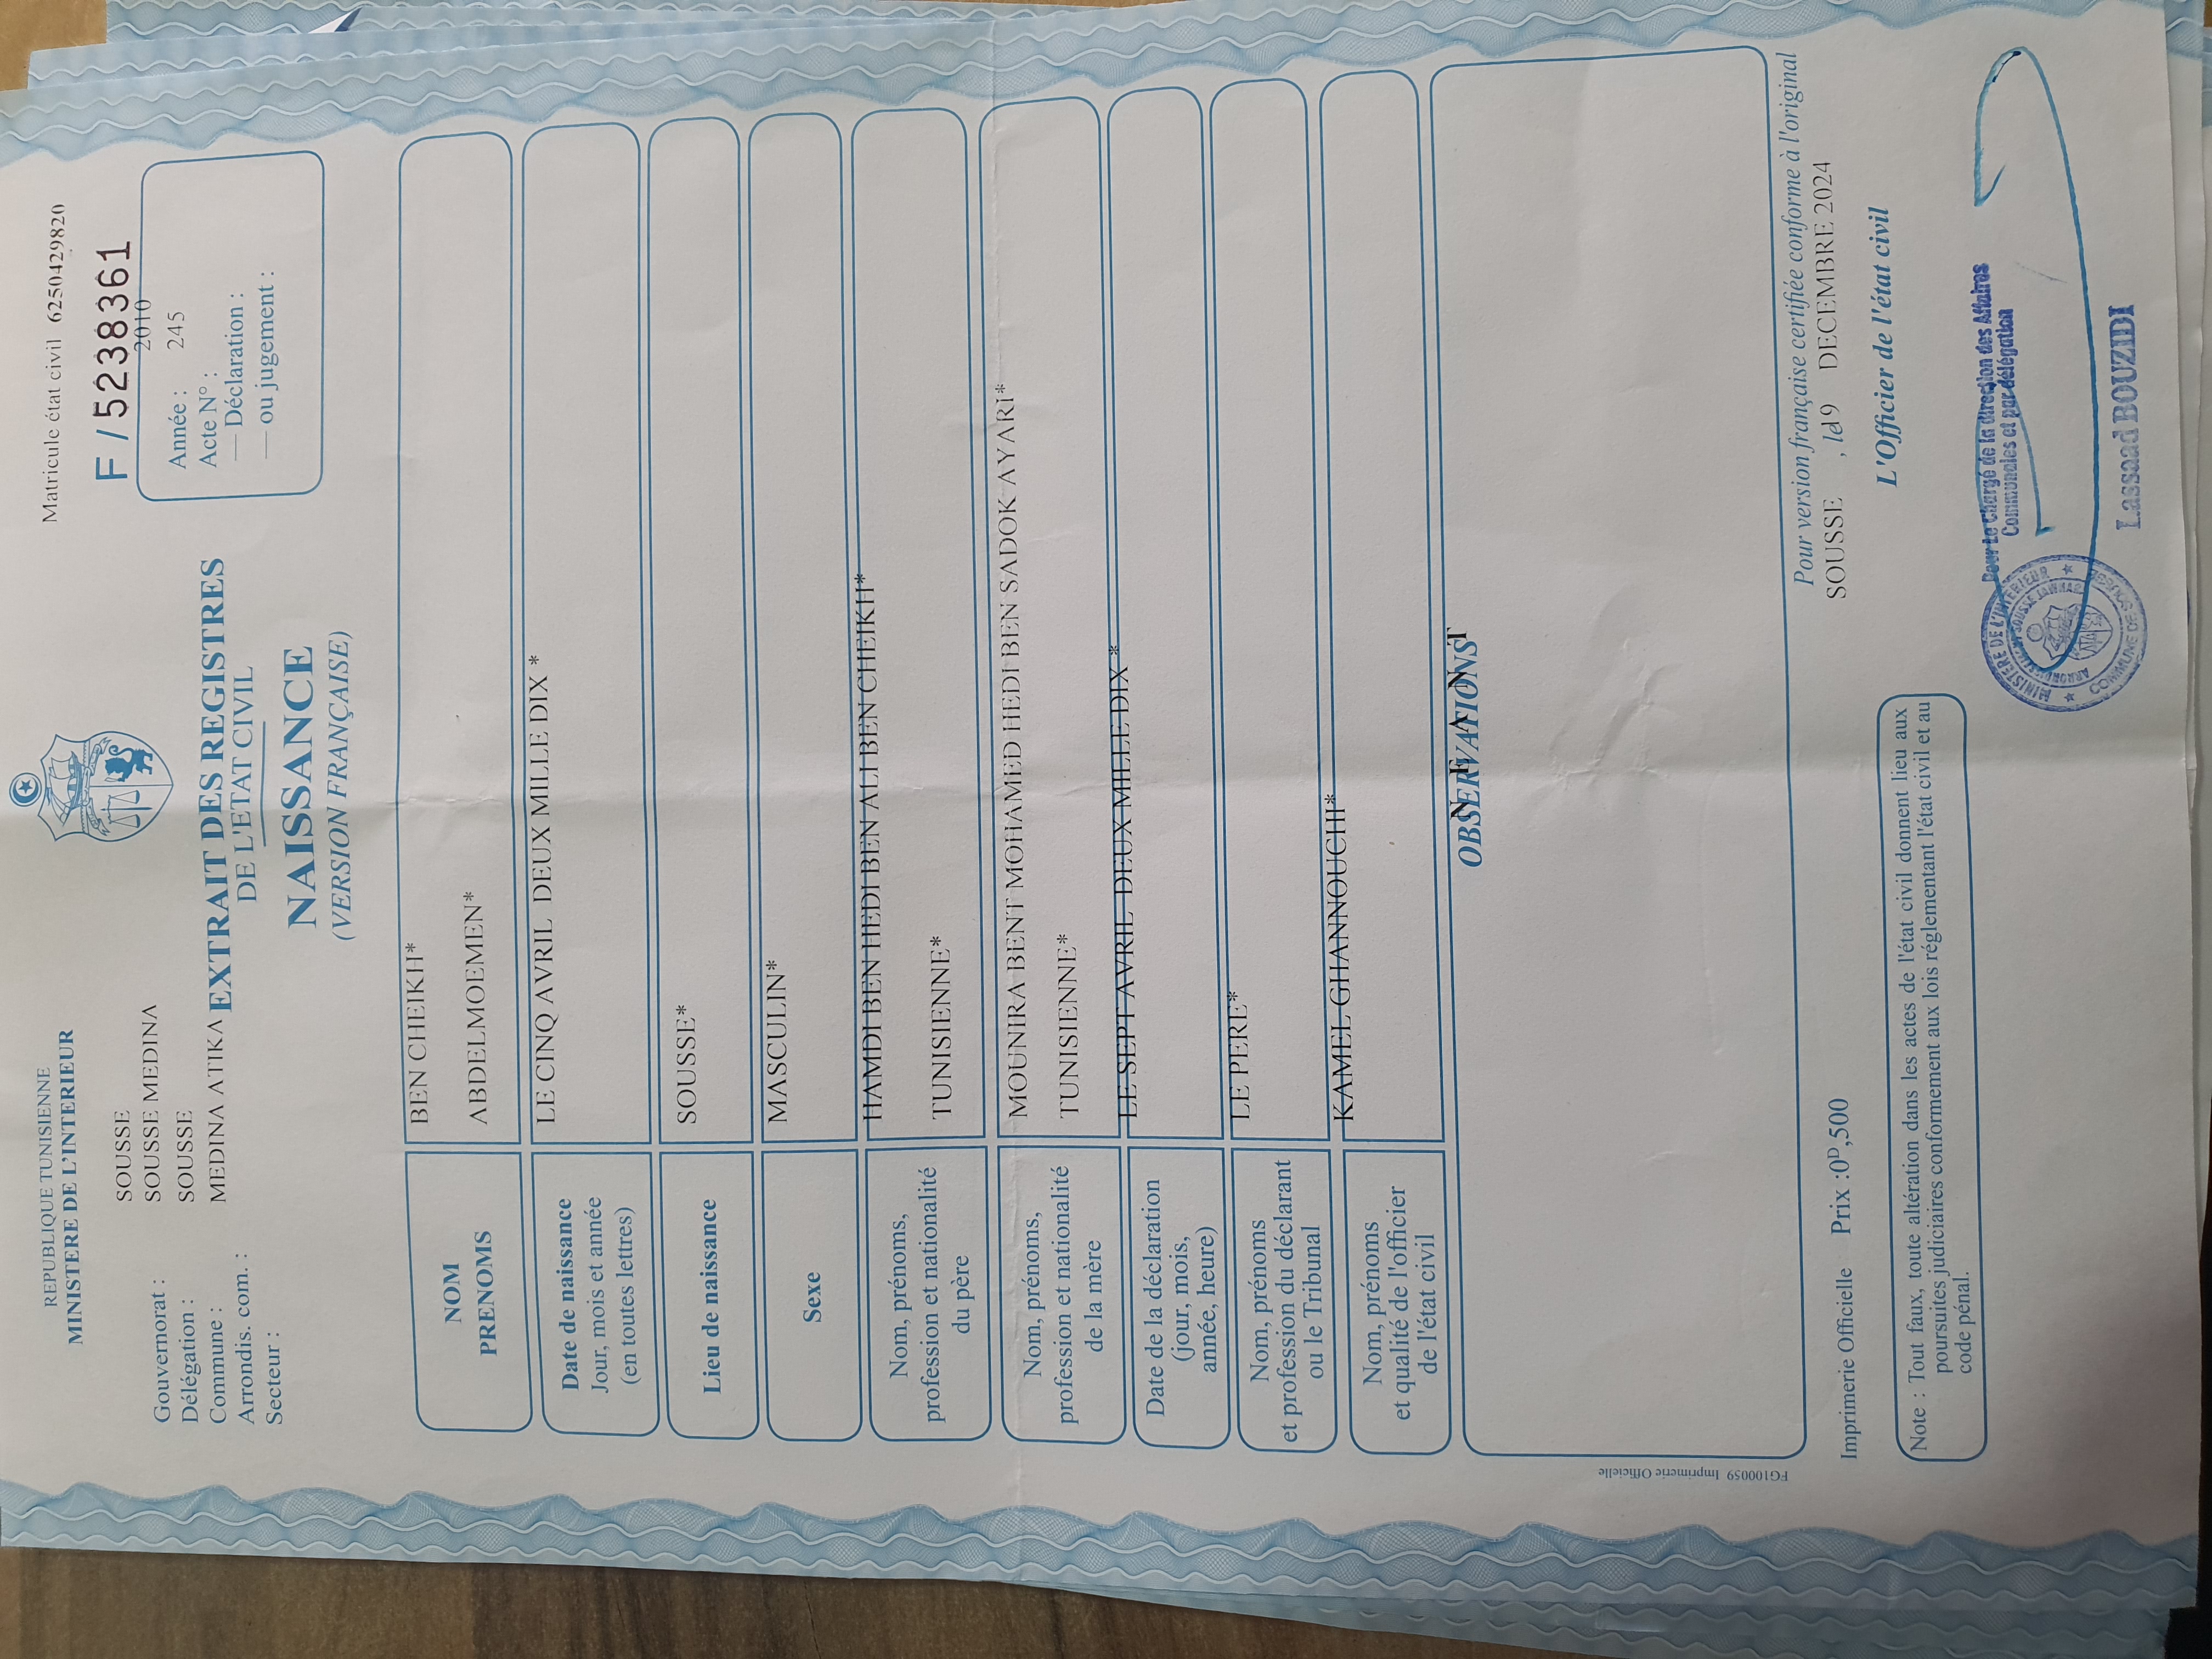 REPUBLIQUE TUNISIENNE
MINISTERE DE L'INTERIEUR
Matricule état civil 6250429820
F / 5238361
Gouvernorat : SOUSSE
Délégation : SOUSSE MEDINA
Commune : SOUSSE
Arrondis. com. : MEDINA ATIKA
Secteur :
2010
Année :
Acte N° : 245
— Déclaration :
— ou jugement :
EXTRAIT DES REGISTRES
DE L'ETAT CIVIL
NAISSANCE
(VERSION FRANÇAISE)
NOM
PRENOMS
BEN CHEIKH*
ABDELMOEMEN*
Date de naissance
Jour, mois et année
(en toutes lettres)
LE CINQ AVRIL DEUX MILLE DIX *
Lieu de naissance
SOUSSE*
Sexe
MASCULIN*
Nom, prénoms,
profession et nationalité
du père
HAMDI BEN HEDI BEN ALI BEN CHEIKH*
TUNISIENNE*
Nom, prénoms,
profession et nationalité
de la mère
MOUNIRA BENT MOHAMED HEDI BEN SADOK AYARI*
TUNISIENNE*
Date de la déclaration
(jour, mois,
année, heure)
LE SEPT AVRIL DEUX MILLE DIX *
Nom, prénoms
et profession du déclarant
ou le Tribunal
LE PERE*
Nom, prénoms
et qualité de l'officier
de l'état civil
KAMEL GHANNOUCHI*
OBSERVATIONS
N E A N T
FG100059 Imprimerie Officielle
Pour version française certifiée conforme à l'original
SOUSSE , le 19 DECEMBRE 2024
L'Officier de l'état civil
Imprimerie Officielle Prix :0ᴰ,500
Note : Tout faux, toute altération dans les actes de l'état civil donnent lieu aux
poursuites judiciaires conformement aux lois réglementant l'état civil et au
code pénal.
Pour Le Chargé de la direction des Affaires
Communales et par délégation
MINISTERE DE L'INTERIEUR
COMMUNE DE
Lassaad BOUZIDI